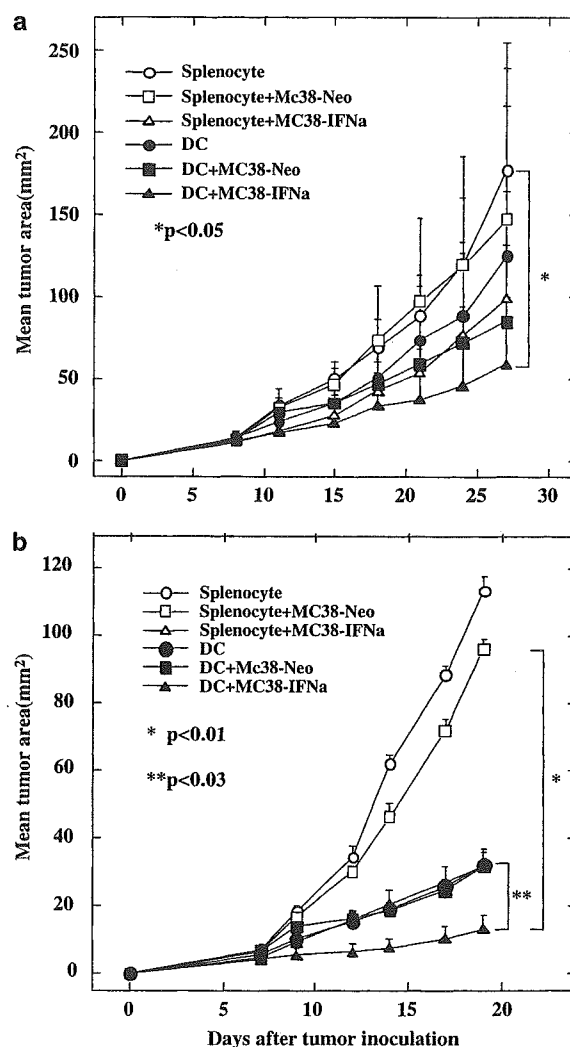 a
250
200
150
100
50
0
Mean tumor area(mm²)
Splenocyte
Splenocyte+Mc38-Neo
Splenocyte+MC38-IFNa
DC
DC+MC38-Neo
DC+MC38-IFNa
*p<0.05
*
0 5 10 15 20 25 30
b
120
100
80
60
40
20
0
Mean tumor area(mm²)
Splenocyte
Splenocyte+MC38-Neo
Splenocyte+MC38-IFNa
DC
DC+Mc38-Neo
DC+MC38-IFNa
* p<0.01
**p<0.03
*
**
0 5 10 15 20
Days after tumor inoculation